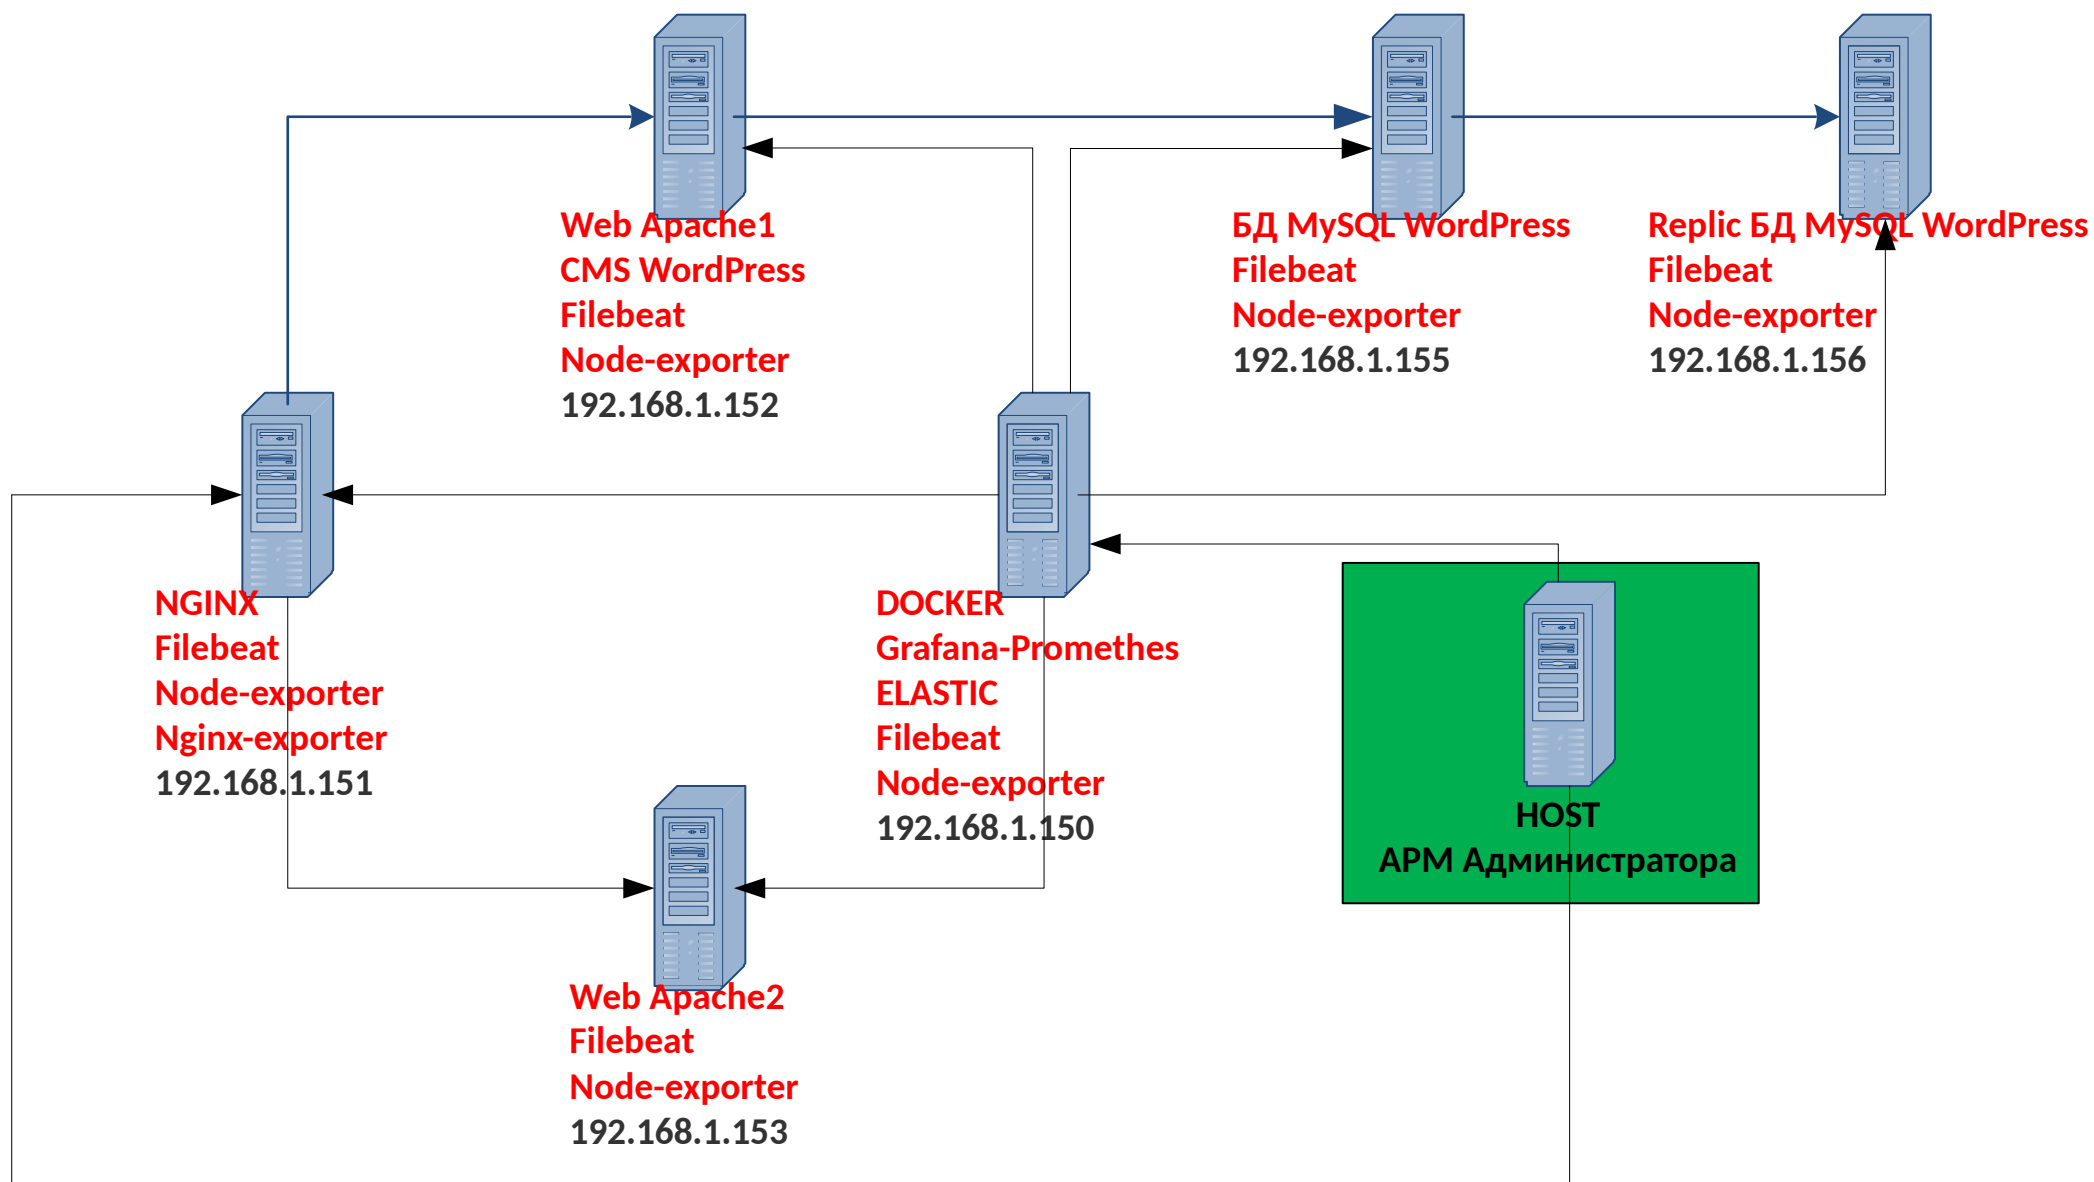 Web Apache1
CMS WordPress
Filebeat
Node-exporter
192.168.1.152
БД MySQL WordPress
Filebeat
Node-exporter
192.168.1.155
Replic БД MySQL WordPress
Filebeat
Node-exporter
192.168.1.156
NGINX
Filebeat
Node-exporter
Nginx-exporter
192.168.1.151
DOCKER
Grafana-Promethes
ELASTIC
Filebeat
Node-exporter
192.168.1.150
HOST
АРМ Администратора
Web Apache2
Filebeat
Node-exporter
192.168.1.153